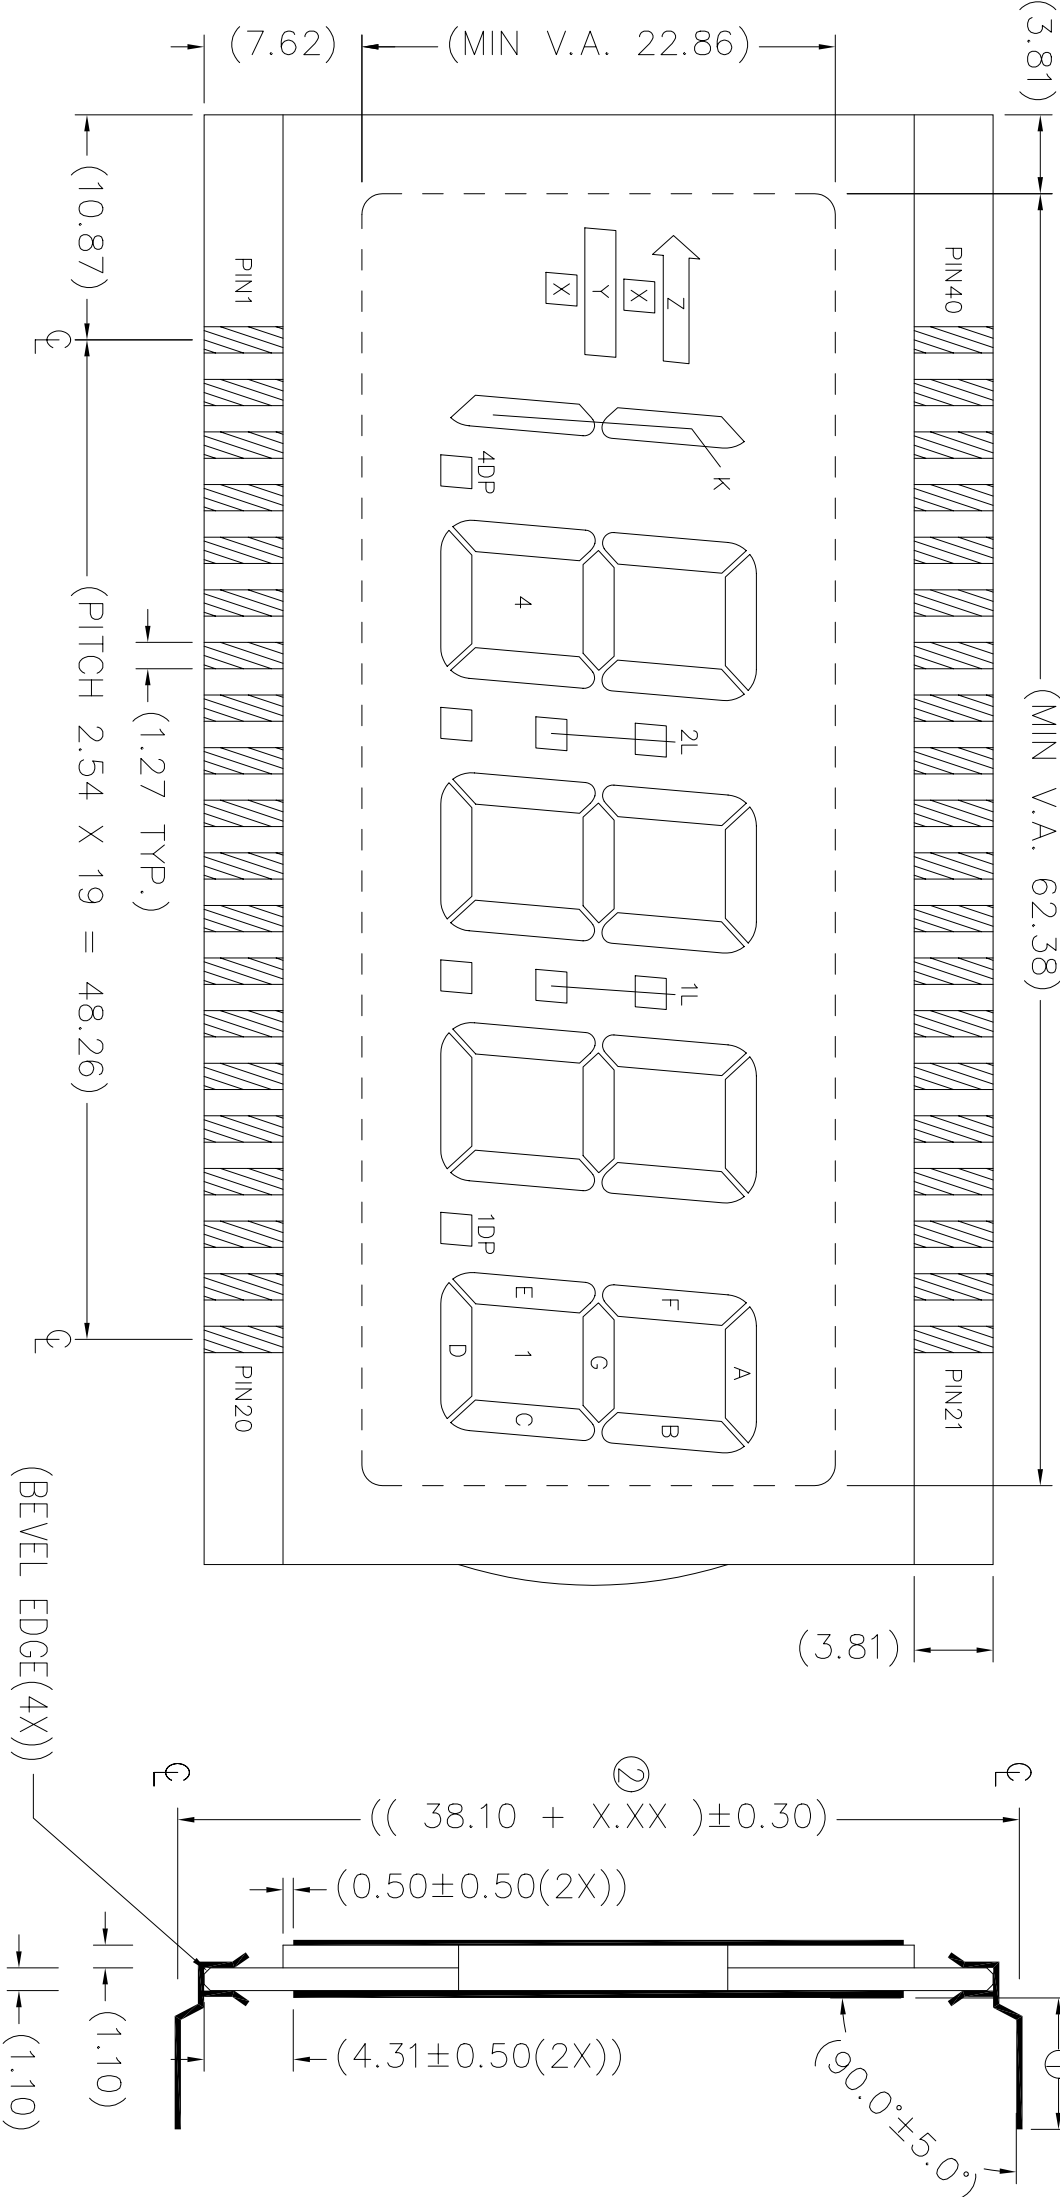 (7.62)
(MIN V.A. 22.86)
(3.81)
(10.87)
PIN1
PIN40
X
Y
X
Z
K
4DP
4
2L
(MIN V.A. 62.38)
(PITCH 2.54 X 19 = 48.26)
(1.27 TYP.)
1L
1DP
E
F
D
1
G
A
C
B
PIN20
PIN21
(BEVEL EDGE(4X))
(3.81)
℄
℄
℄
℄
2
(( 38.10 + X.XX )±0.30)
(0.50±0.50(2X))
(4.31±0.50(2X))
(1.10)
(1.10)
(90.0°±5.0°)